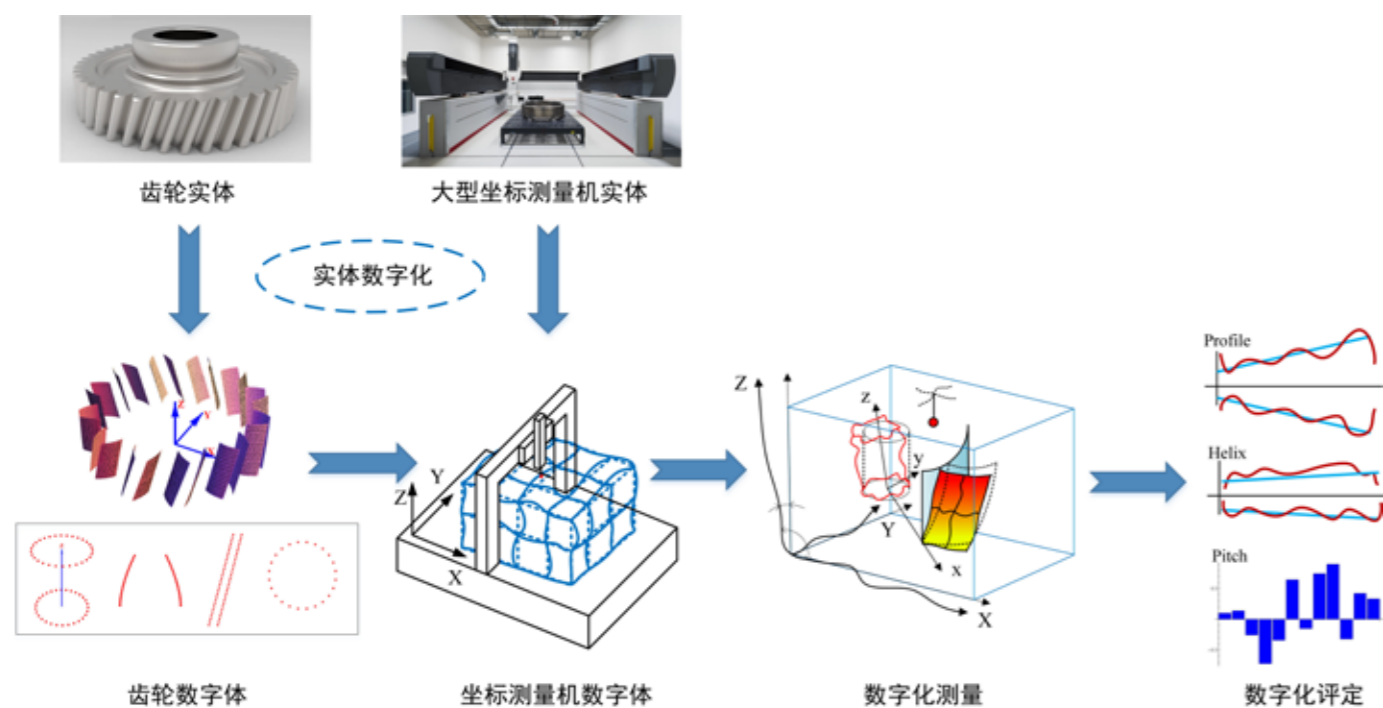 齿轮实体
大型坐标测量机实体
实体数字化
Z
Y
X
Z
Y
X
Z
z
y
Y
x
X
Profile
Helix
Pitch
齿轮数字体
坐标测量机数字体
数字化测量
数字化评定